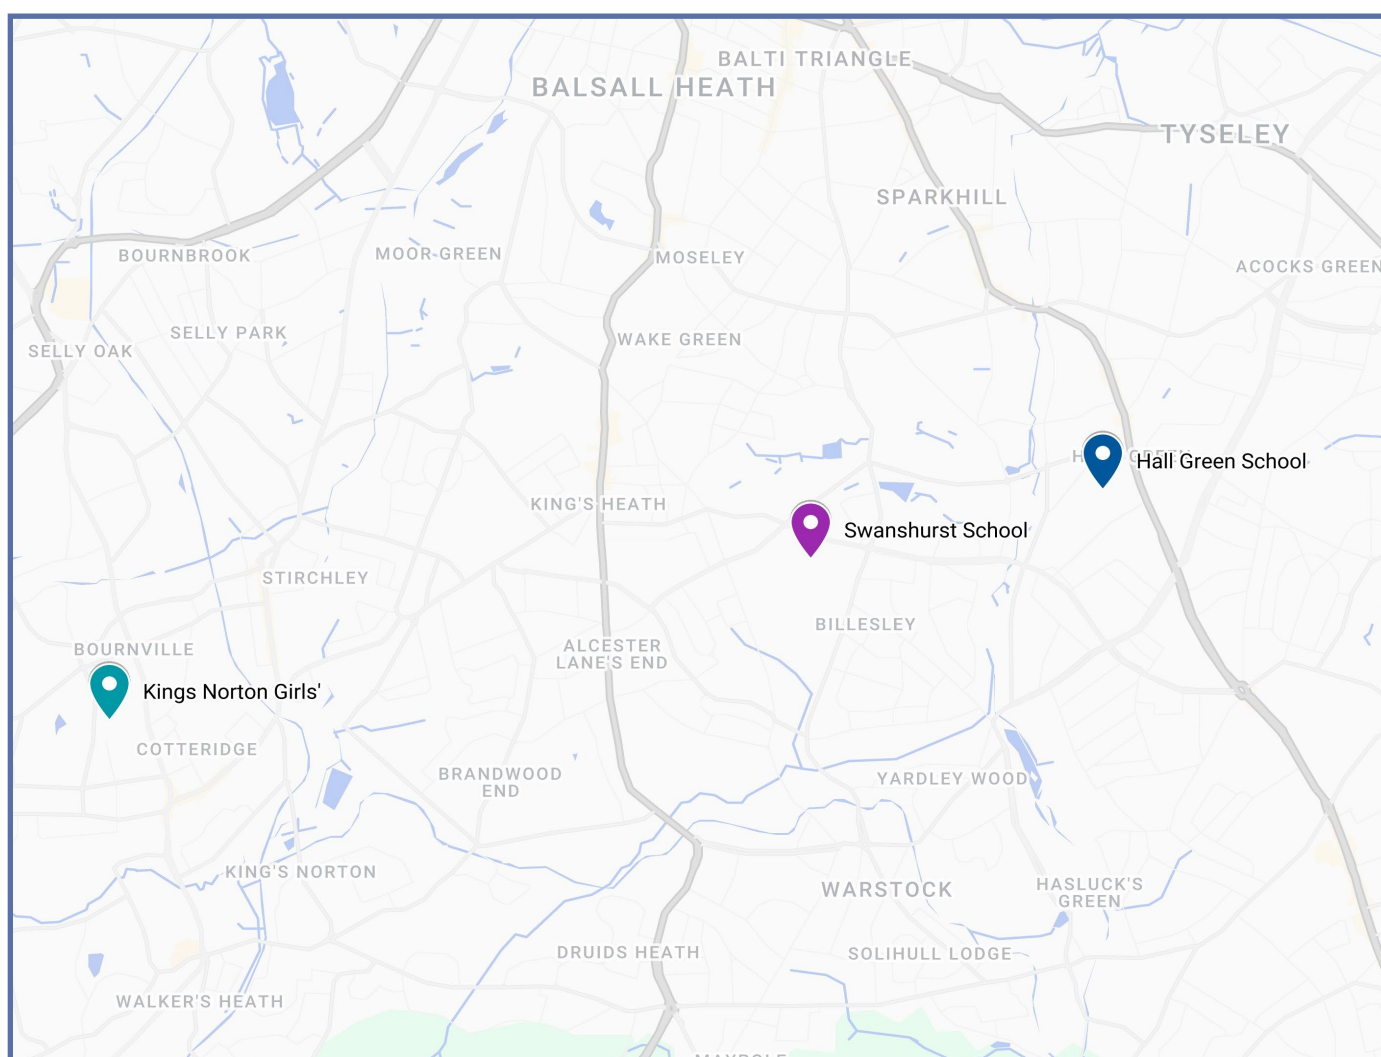 BALTI TRIANGLE
BALSALL HEATH
TYSELEY
SPARKHILL
BOURNBROOK
MOOR GREEN
MOSELEY
ACOCKS GREEN
SELLY PARK
WAKE GREEN
SELLY OAK
Hall Green School
KING'S HEATH
Swanshurst School
STIRCHLEY
BILLESLEY
BOURNVILLE
ALCESTER
LANE'S END
Kings Norton Girls'
COTTERIDGE
BRANDWOOD
END
YARDLEY WOOD
KING'S NORTON
WARSTOCK
HASLUCK'S
GREEN
DRUIDS HEATH
SOLIHULL LODGE
WALKER'S HEATH